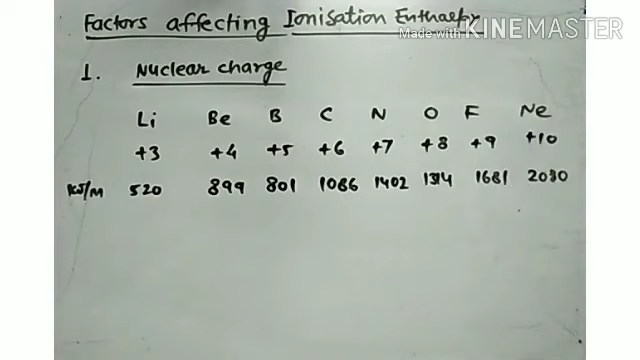 Factors affecting Ionisation Enthalpy
Made with KINEMASTER
1. Nuclear charge
Li Be B C N O F Ne
+3 +4 +5 +6 +7 +8 +9 +10
KJ/M 520 899 801 1086 1402 1314 1681 2080